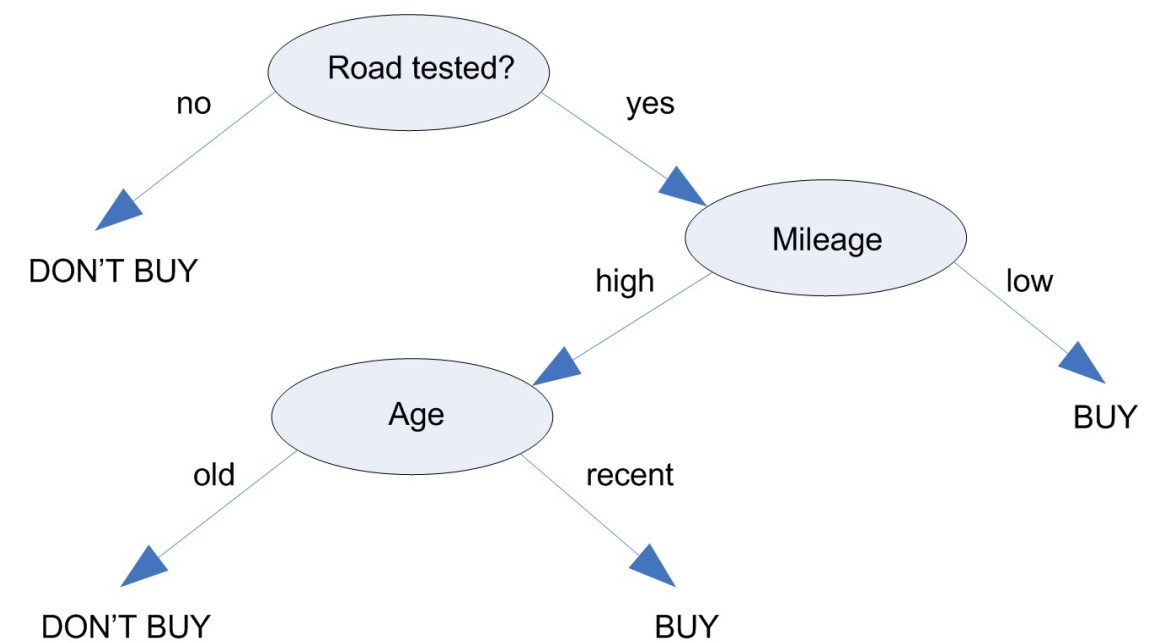 Road tested?
no
yes
DON’T BUY
Mileage
high
low
Age
BUY
old
recent
DON’T BUY
BUY